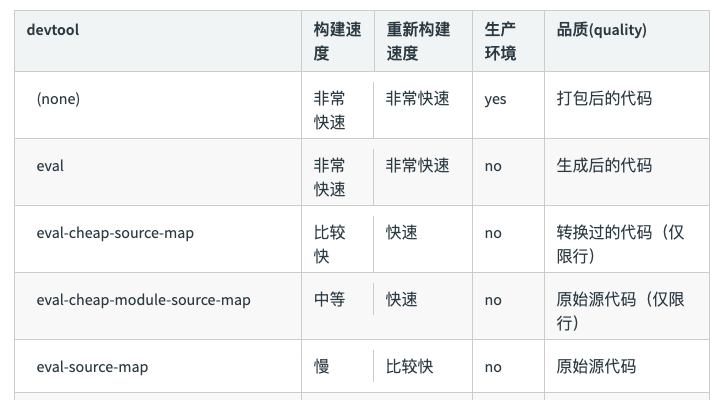 devtool 构建速度 重新构建速度 生产环境 品质(quality)
(none) 非常快速 非常快速 yes 打包后的代码
eval 非常快速 非常快速 no 生成后的代码
eval-cheap-source-map 比较快 快速 no 转换过的代码（仅限行）
eval-cheap-module-source-map 中等 快速 no 原始源代码（仅限行）
eval-source-map 慢 比较快 no 原始源代码